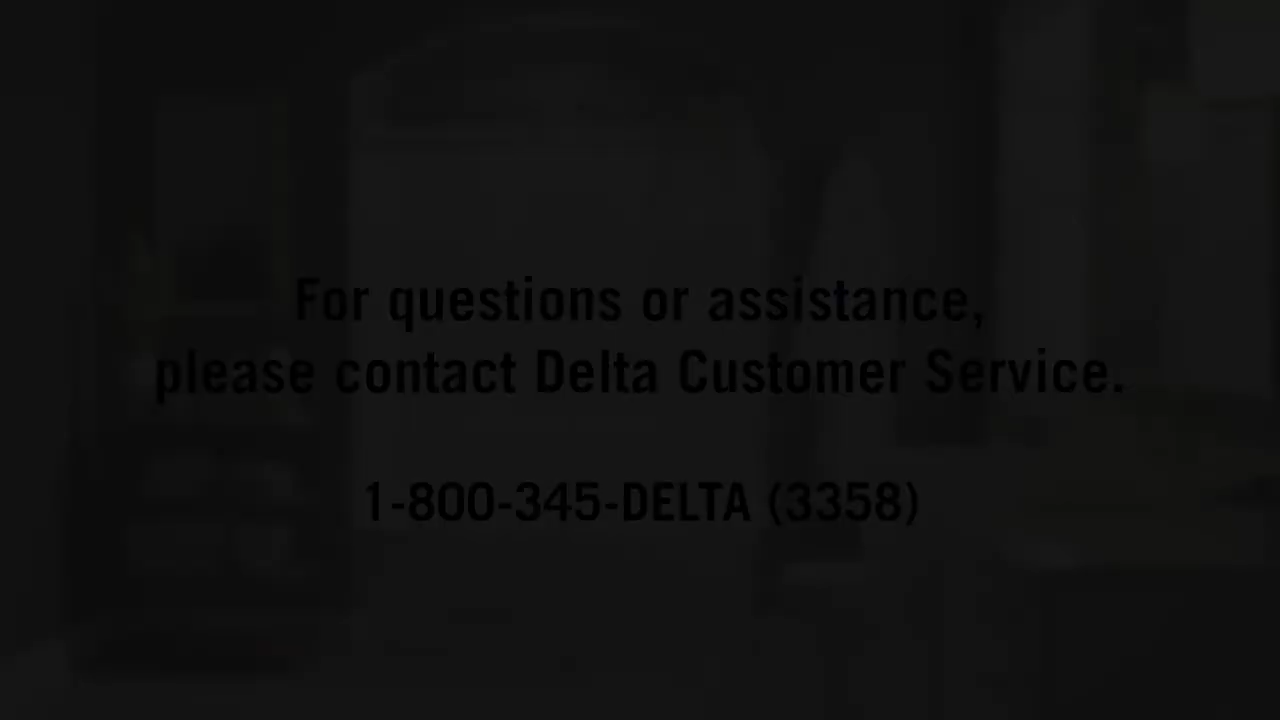 For questions or assistance,
please contact Delta Customer Service.
1-800-345-DELTA (3358)